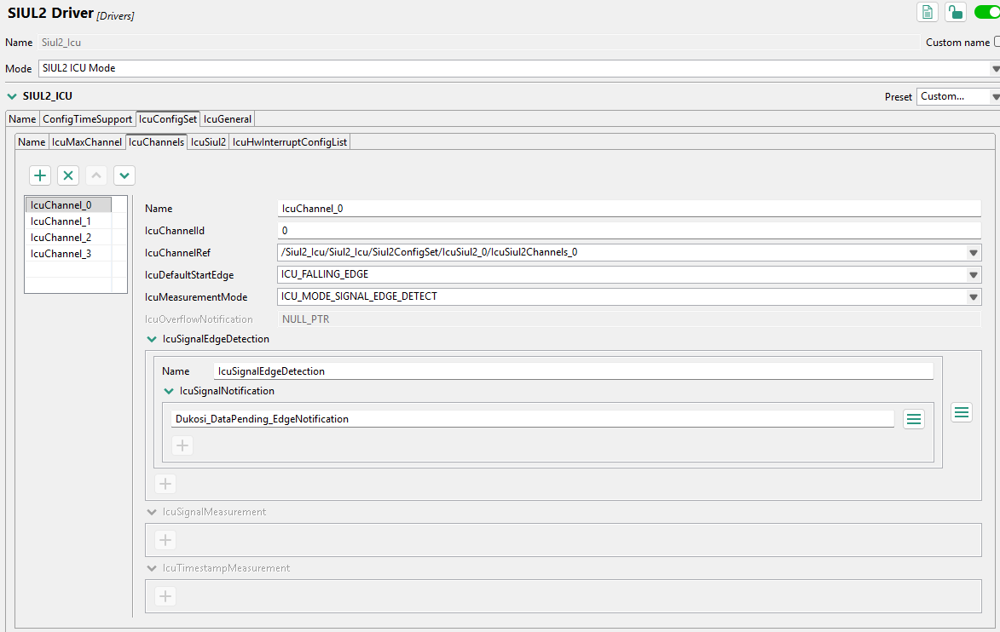 SIUL2 Driver [Drivers]
Name Siul2_Icu Custom name
Mode SIUL2 ICU Mode
SIUL2_ICU Preset Custom...
Name ConfigTimeSupport IcuConfigSet IcuGeneral
Name IcuMaxChannel IcuChannels IcuSiul2 IcuHwInterruptConfigList
IcuChannel_0
IcuChannel_1
IcuChannel_2
IcuChannel_3
Name IcuChannel_0
IcuChannelId 0
IcuChannelRef /Siul2_Icu/Siul2_Icu/Siul2ConfigSet/IcuSiul2_0/IcuSiul2Channels_0
IcuDefaultStartEdge ICU_FALLING_EDGE
IcuMeasurementMode ICU_MODE_SIGNAL_EDGE_DETECT
IcuOverflowNotification NULL_PTR
IcuSignalEdgeDetection
Name IcuSignalEdgeDetection
IcuSignalNotification
Dukosi_DataPending_EdgeNotification
IcuSignalMeasurement
IcuTimestampMeasurement